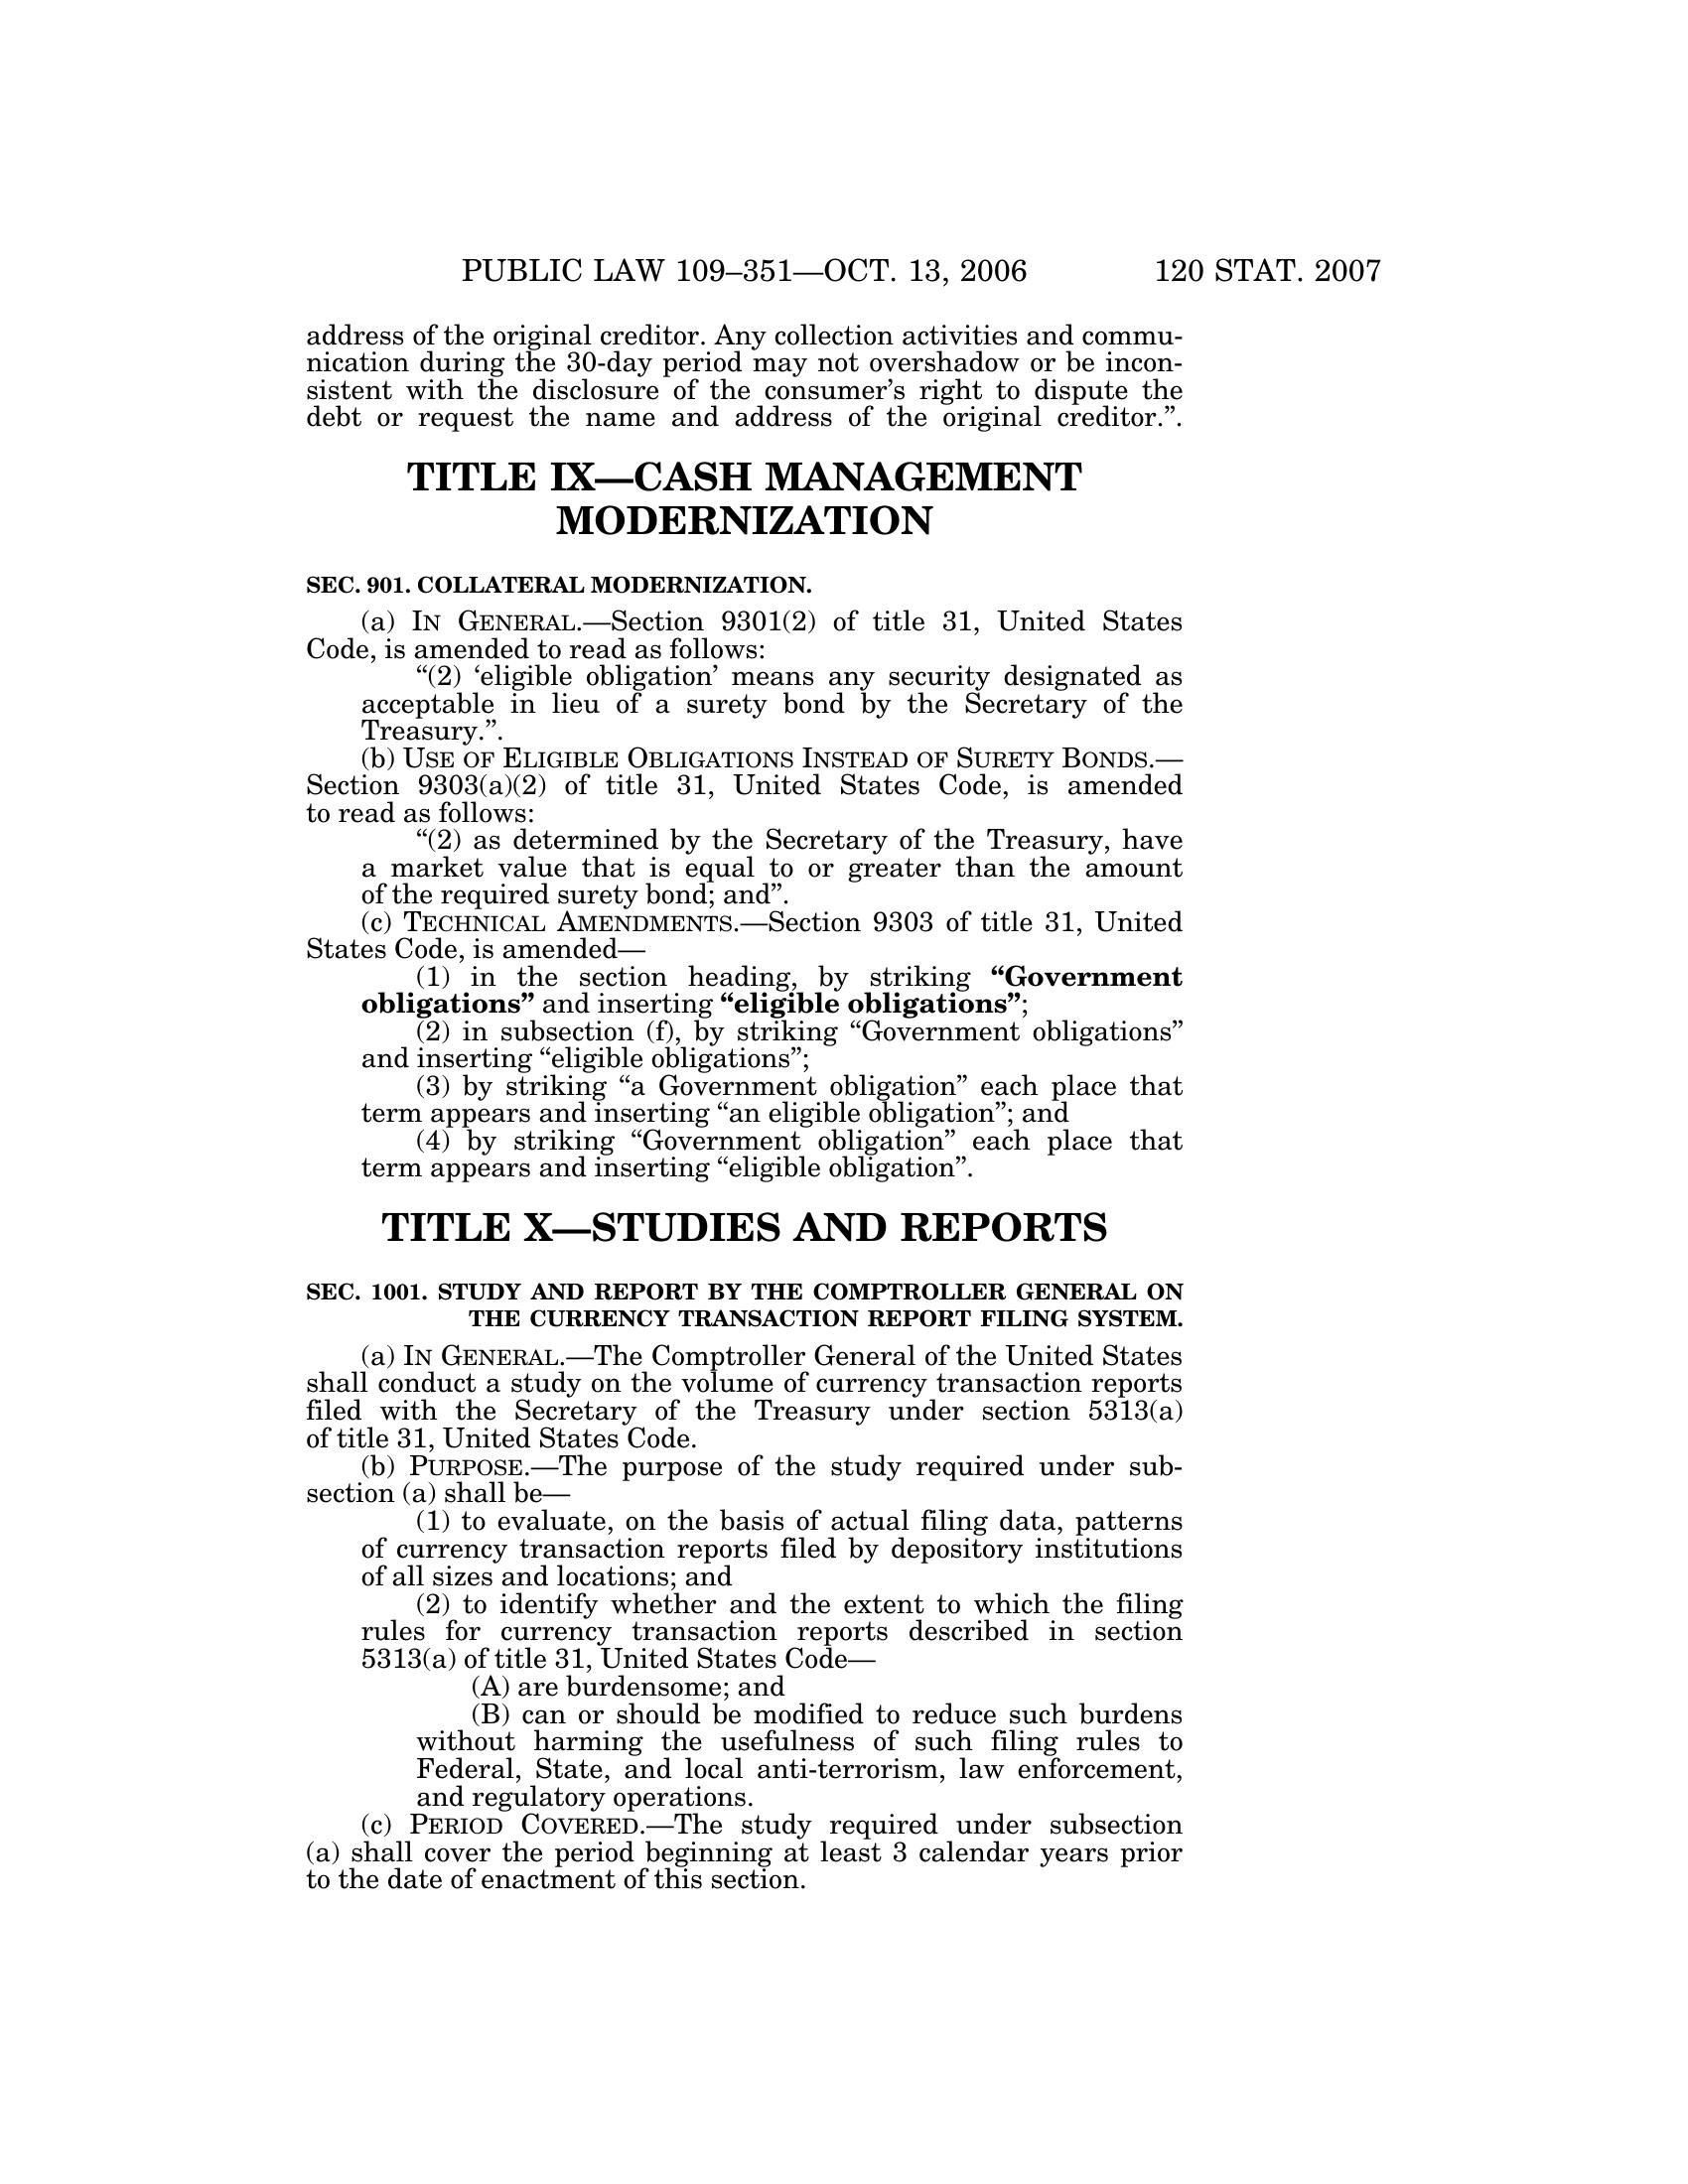 PUBLIC LAW 109–351—OCT. 13, 2006 120 STAT. 2007
address of the original creditor. Any collection activities and commu-
nication during the 30-day period may not overshadow or be incon-
sistent with the disclosure of the consumer’s right to dispute the
debt or request the name and address of the original creditor.”.
TITLE IX—CASH MANAGEMENT
MODERNIZATION
SEC. 901. COLLATERAL MODERNIZATION.
(a) IN GENERAL.—Section 9301(2) of title 31, United States
Code, is amended to read as follows:
“(2) ‘eligible obligation’ means any security designated as
acceptable in lieu of a surety bond by the Secretary of the
Treasury.”.
(b) USE OF ELIGIBLE OBLIGATIONS INSTEAD OF SURETY BONDS.—
Section 9303(a)(2) of title 31, United States Code, is amended
to read as follows:
“(2) as determined by the Secretary of the Treasury, have
a market value that is equal to or greater than the amount
of the required surety bond; and”.
(c) TECHNICAL AMENDMENTS.—Section 9303 of title 31, United
States Code, is amended—
(1) in the section heading, by striking “Government
obligations” and inserting “eligible obligations”;
(2) in subsection (f), by striking “Government obligations”
and inserting “eligible obligations”;
(3) by striking “a Government obligation” each place that
term appears and inserting “an eligible obligation”; and
(4) by striking “Government obligation” each place that
term appears and inserting “eligible obligation”.
TITLE X—STUDIES AND REPORTS
SEC. 1001. STUDY AND REPORT BY THE COMPTROLLER GENERAL ON
THE CURRENCY TRANSACTION REPORT FILING SYSTEM.
(a) IN GENERAL.—The Comptroller General of the United States
shall conduct a study on the volume of currency transaction reports
filed with the Secretary of the Treasury under section 5313(a)
of title 31, United States Code.
(b) PURPOSE.—The purpose of the study required under sub-
section (a) shall be—
(1) to evaluate, on the basis of actual filing data, patterns
of currency transaction reports filed by depository institutions
of all sizes and locations; and
(2) to identify whether and the extent to which the filing
rules for currency transaction reports described in section
5313(a) of title 31, United States Code—
(A) are burdensome; and
(B) can or should be modified to reduce such burdens
without harming the usefulness of such filing rules to
Federal, State, and local anti-terrorism, law enforcement,
and regulatory operations.
(c) PERIOD COVERED.—The study required under subsection
(a) shall cover the period beginning at least 3 calendar years prior
to the date of enactment of this section.